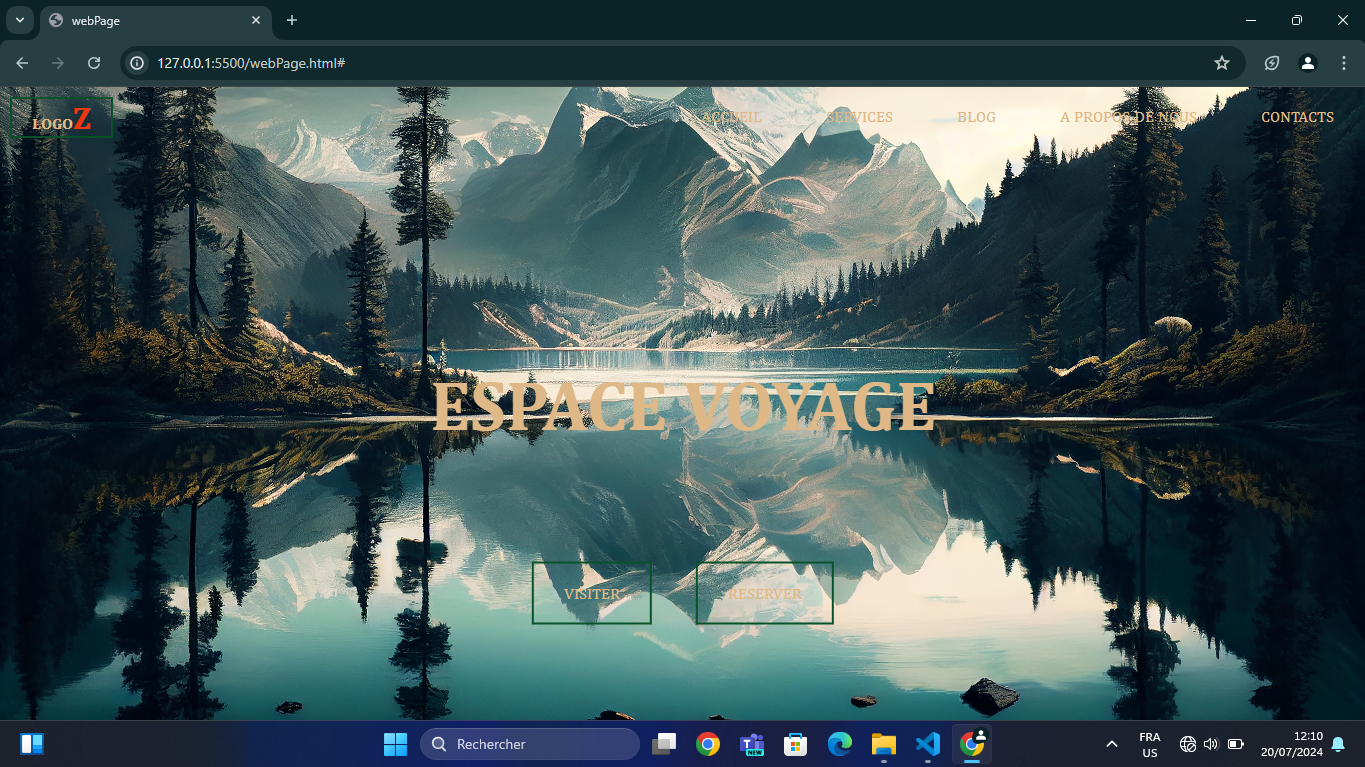 webPage
127.0.0.1:5500/webPage.html#
LOGOZ
ACCUEIL SERVICES BLOG A PROPOS DE NOUS CONTACTS
ESPACE VOYAGE
VISITER RESERVER
Rechercher
NEW
FRA
US
12:10
20/07/2024